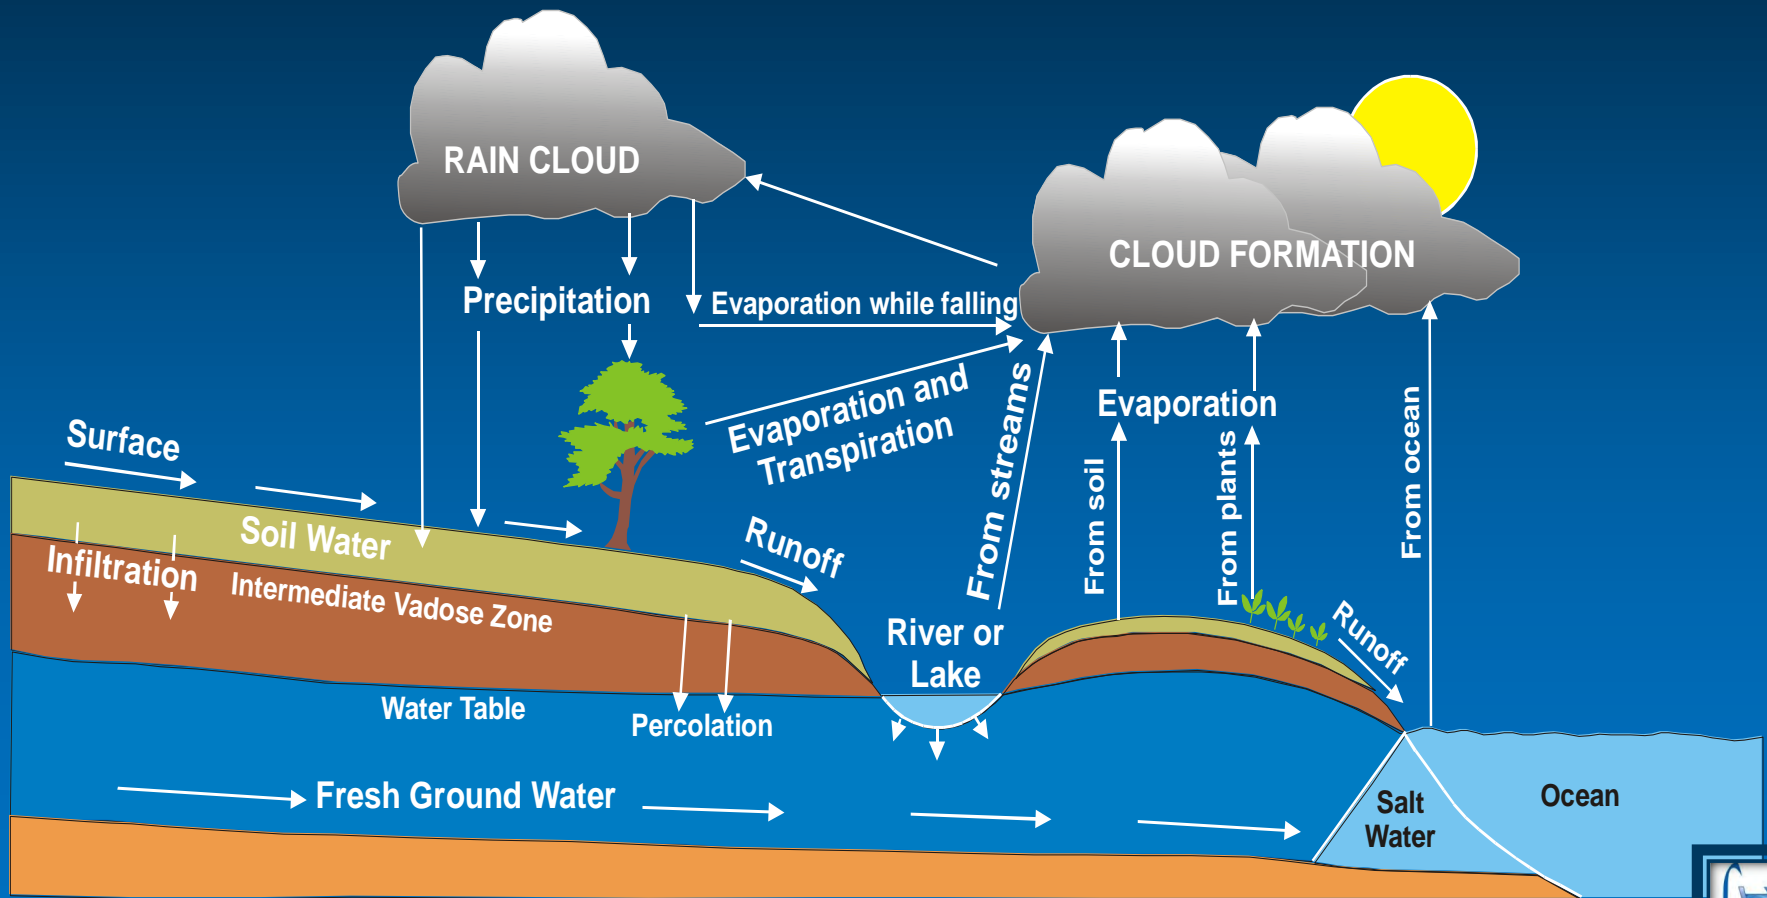 RAIN CLOUD
CLOUD FORMATION
Precipitation
Evaporation while falling
Evaporation and
Transpiration
From streams
Evaporation
From soil
From plants
From ocean
Surface
Soil Water
Infiltration
Intermediate Vadose Zone
Runoff
River or
Lake
Runoff
Water Table
Percolation
Fresh Ground Water
Salt
Water
Ocean